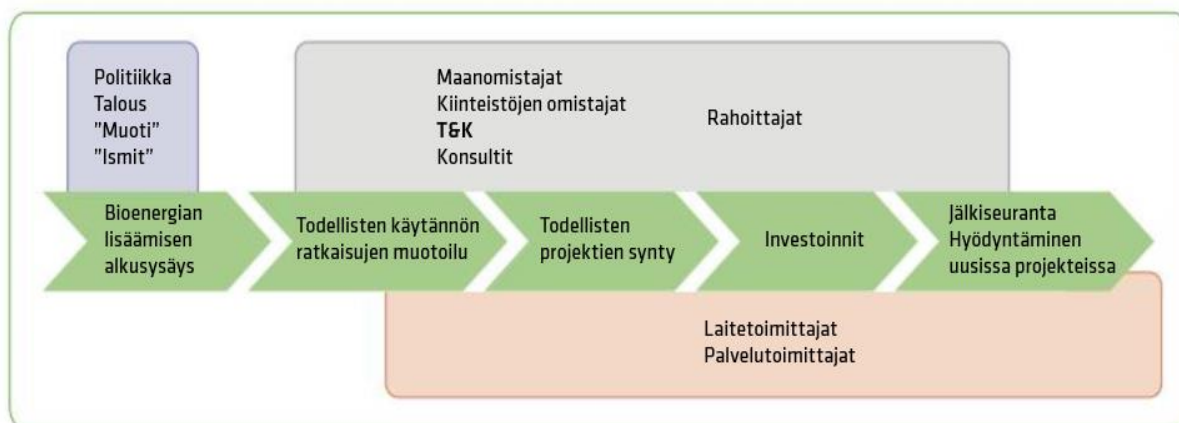 Politiikka
Talous
"Muoti"
"Ismit"
Maanomistajat
Kiinteistöjen omistajat
T&K
Konsultit
Rahoittajat
Bioenergian
lisäämisen
alkusysäys
Todellisten käytännön
ratkaisujen muotoilu
Todellisten
projektien synty
Investoinnit
Jälkiseuranta
Hyödyntäminen
uusissa projekteissa
Laitetoimittajat
Palvelutoimittajat